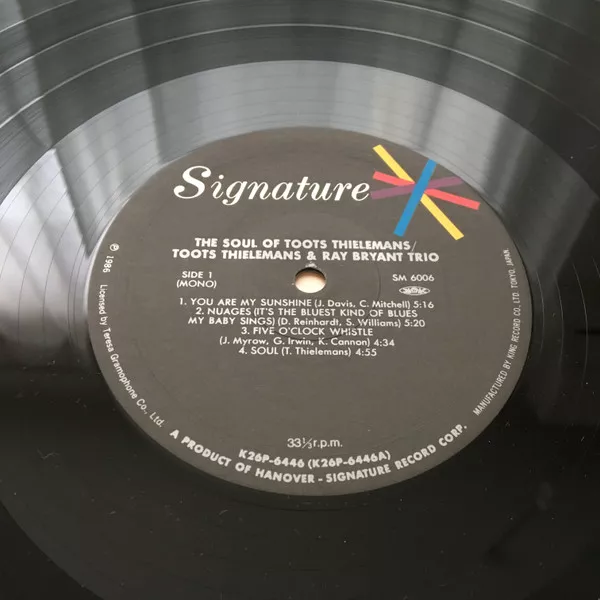 Signature
THE SOUL OF TOOTS THIELEMANS/
TOOTS THIELEMANS & RAY BRYANT TRIO
SIDE 1
(MONO)
SM 6006
1. YOU ARE MY SUNSHINE (J. Davis, C. Mitchell) 5:16
2. NUAGES (IT'S THE BLUEST KIND OF BLUES
MY BABY SINGS) (D. Reinhardt, S. Williams) 5:20
3. FIVE O'CLOCK WHISTLE
(J. Myrow, G. Irwin, K. Cannon) 4:34
4. SOUL (T. Thielemans) 4:55
33⅓r.p.m.
K26P-6446 (K26P-6446A)
A PRODUCT OF HANOVER - SIGNATURE RECORD CORP.
Ⓟ 1986 Licensed by Teresa Gramophone Co., Ltd.
MANUFACTURED BY KING RECORD CO., LTD. TOKYO, JAPAN.